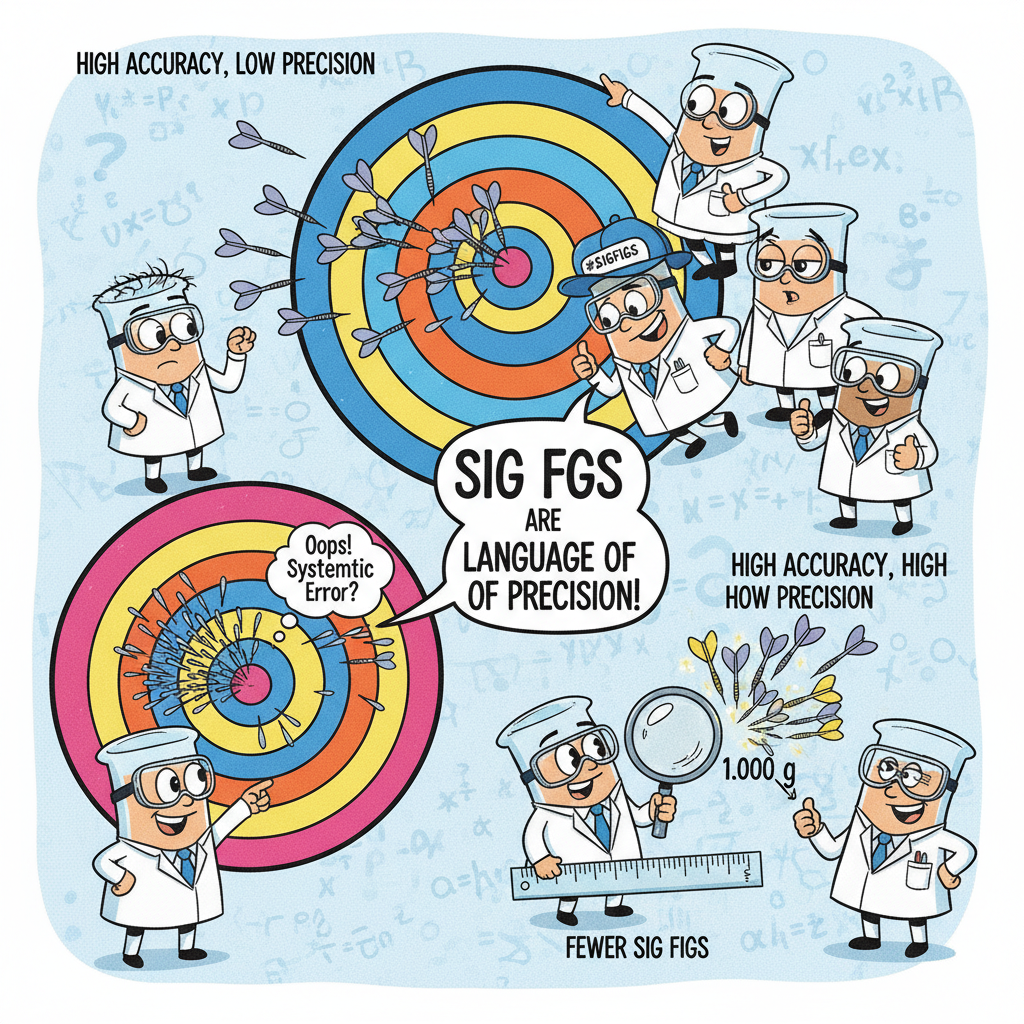 HIGH ACCURACY, LOW PRECISION
#SIGFIGS
SIG FGS
ARE
LANGUAGE OF
OF PRECISION!
Oops!
Systemtic
Error?
HIGH ACCURACY, HIGH
HOW PRECISION
1.000 g
FEWER SIG FIGS